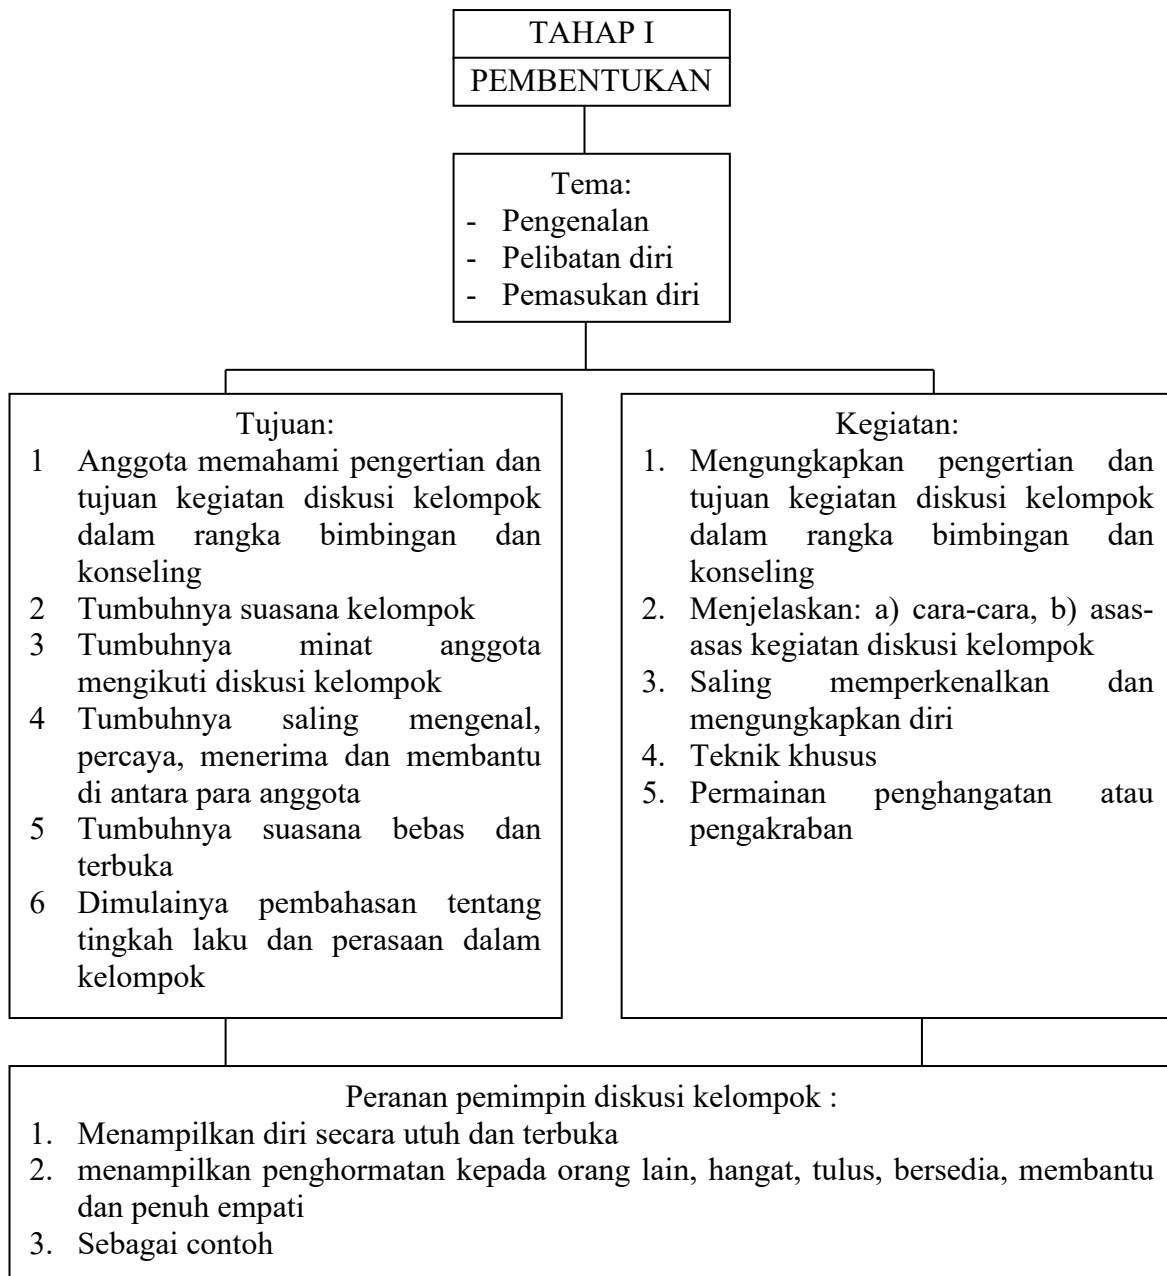 TAHAP I
PEMBENTUKAN
Tema:
- Pengenalan
- Pelibatan diri
- Pemasukan diri
Tujuan:
1 Anggota memahami pengertian dan
tujuan kegiatan diskusi kelompok
dalam rangka bimbingan dan
konseling
2 Tumbuhnya suasana kelompok
3 Tumbuhnya minat anggota
mengikuti diskusi kelompok
4 Tumbuhnya saling mengenal,
percaya, menerima dan membantu
di antara para anggota
5 Tumbuhnya suasana bebas dan
terbuka
6 Dimulainya pembahasan tentang
tingkah laku dan perasaan dalam
kelompok
Kegiatan:
1. Mengungkapkan pengertian dan
tujuan kegiatan diskusi kelompok
dalam rangka bimbingan dan
konseling
2. Menjelaskan: a) cara-cara, b) asas-
asas kegiatan diskusi kelompok
3. Saling memperkenalkan dan
mengungkapkan diri
4. Teknik khusus
5. Permainan penghangatan atau
pengakraban
Peranan pemimpin diskusi kelompok :
1. Menampilkan diri secara utuh dan terbuka
2. menampilkan penghormatan kepada orang lain, hangat, tulus, bersedia, membantu
dan penuh empati
3. Sebagai contoh